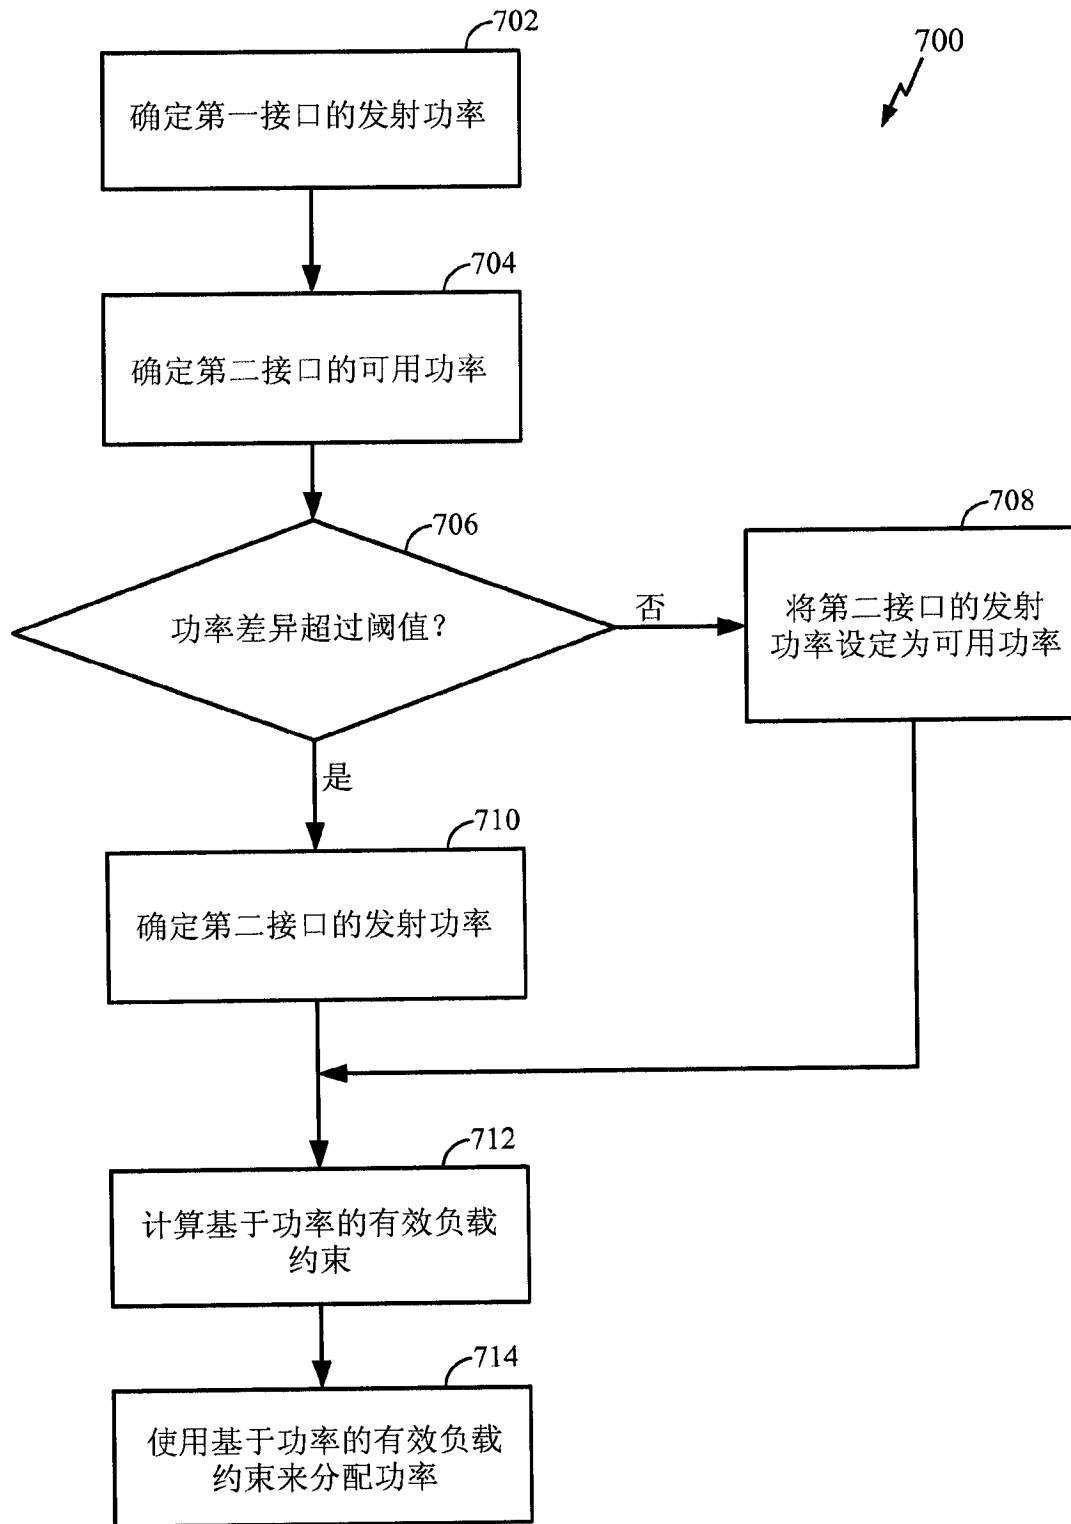 702
700
确定第一接口的发射功率
704
确定第二接口的可用功率
706
功率差异超过阈值？
否
708
将第二接口的发射
功率设定为可用功率
是
710
确定第二接口的发射功率
712
计算基于功率的有效负载
约束
714
使用基于功率的有效负载
约束来分配功率